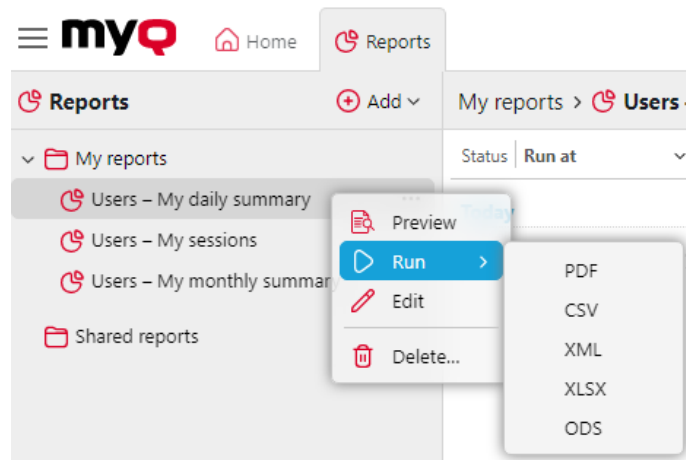 myQ
Home
Reports
Reports
Add
My reports > Users
Status Run at
My reports
Users – My daily summary
Today
Users – My sessions
Users – My monthly summary
Shared reports
Preview
Run
Edit
Delete...
PDF
CSV
XML
XLSX
ODS